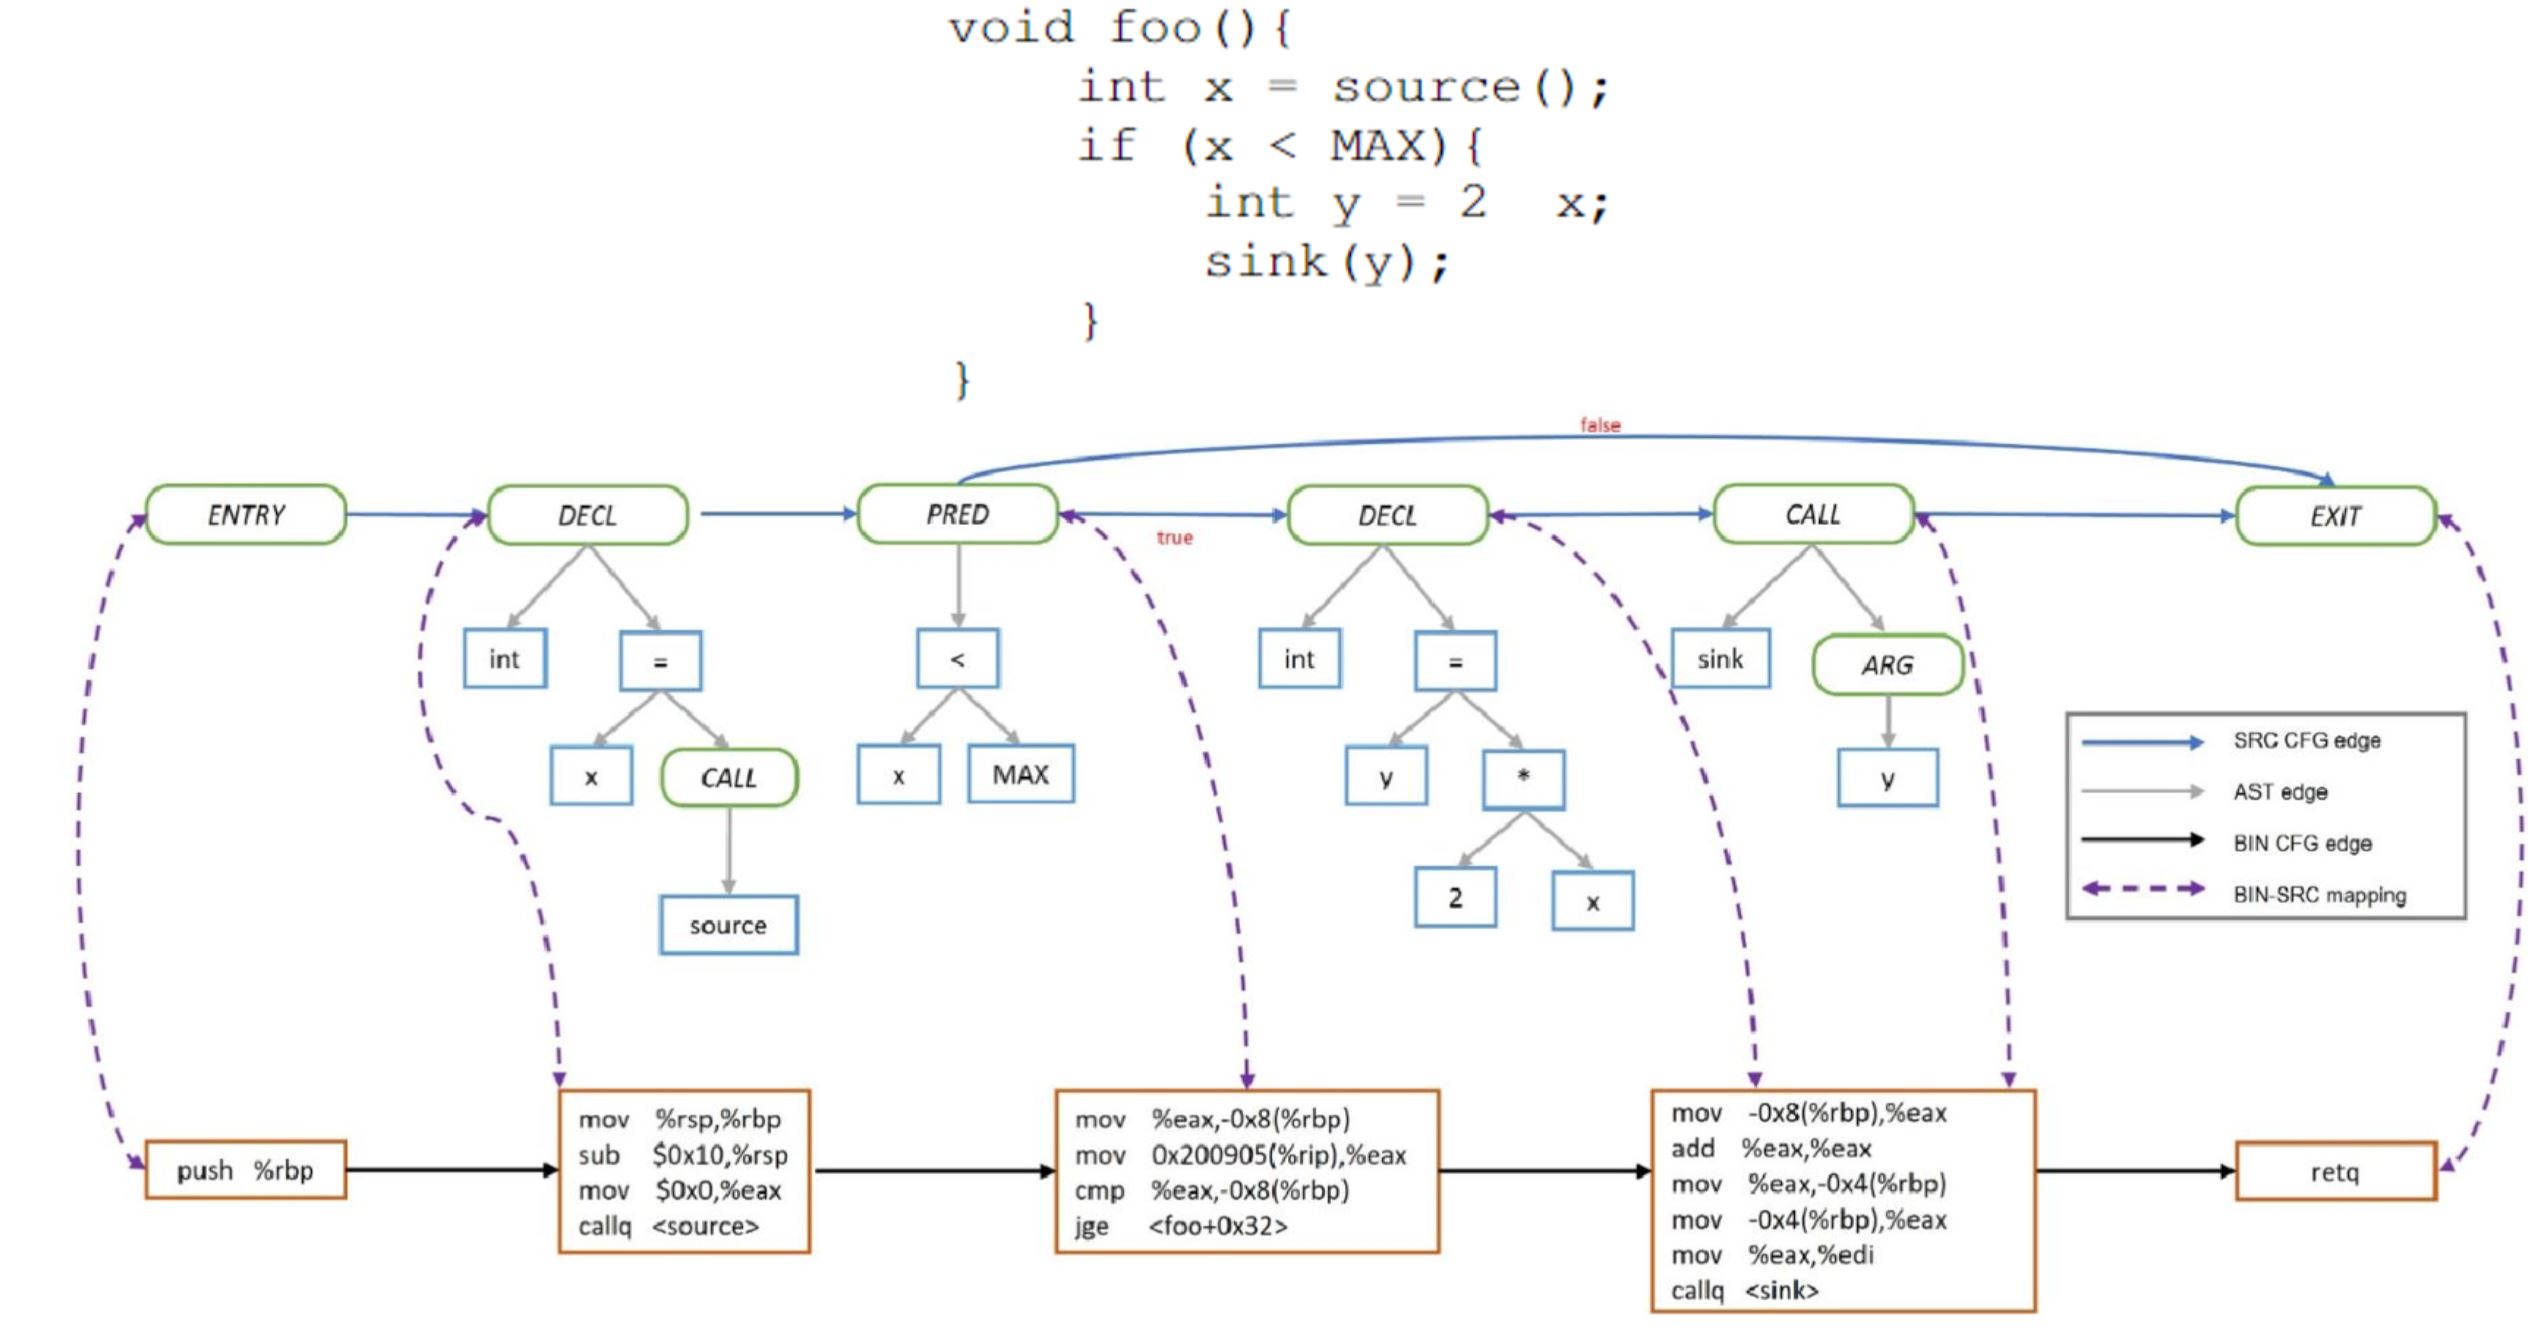 void foo(){
int x = source();
if (x < MAX){
int y = 2  x;
sink(y);
}
}
false
ENTRY
DECL
PRED
DECL
CALL
EXIT
true
int
=
<
int
=
sink
ARG
x
CALL
x
MAX
y
*
y
source
2
x
SRC CFG edge
AST edge
BIN CFG edge
BIN-SRC mapping
push %rbp
mov %rsp,%rbp
sub $0x10,%rsp
mov $0x0,%eax
callq <source>
mov %eax,-0x8(%rbp)
mov 0x200905(%rip),%eax
cmp %eax,-0x8(%rbp)
jge <foo+0x32>
mov -0x8(%rbp),%eax
add %eax,%eax
mov %eax,-0x4(%rbp)
mov -0x4(%rbp),%eax
mov %eax,%edi
callq <sink>
retq